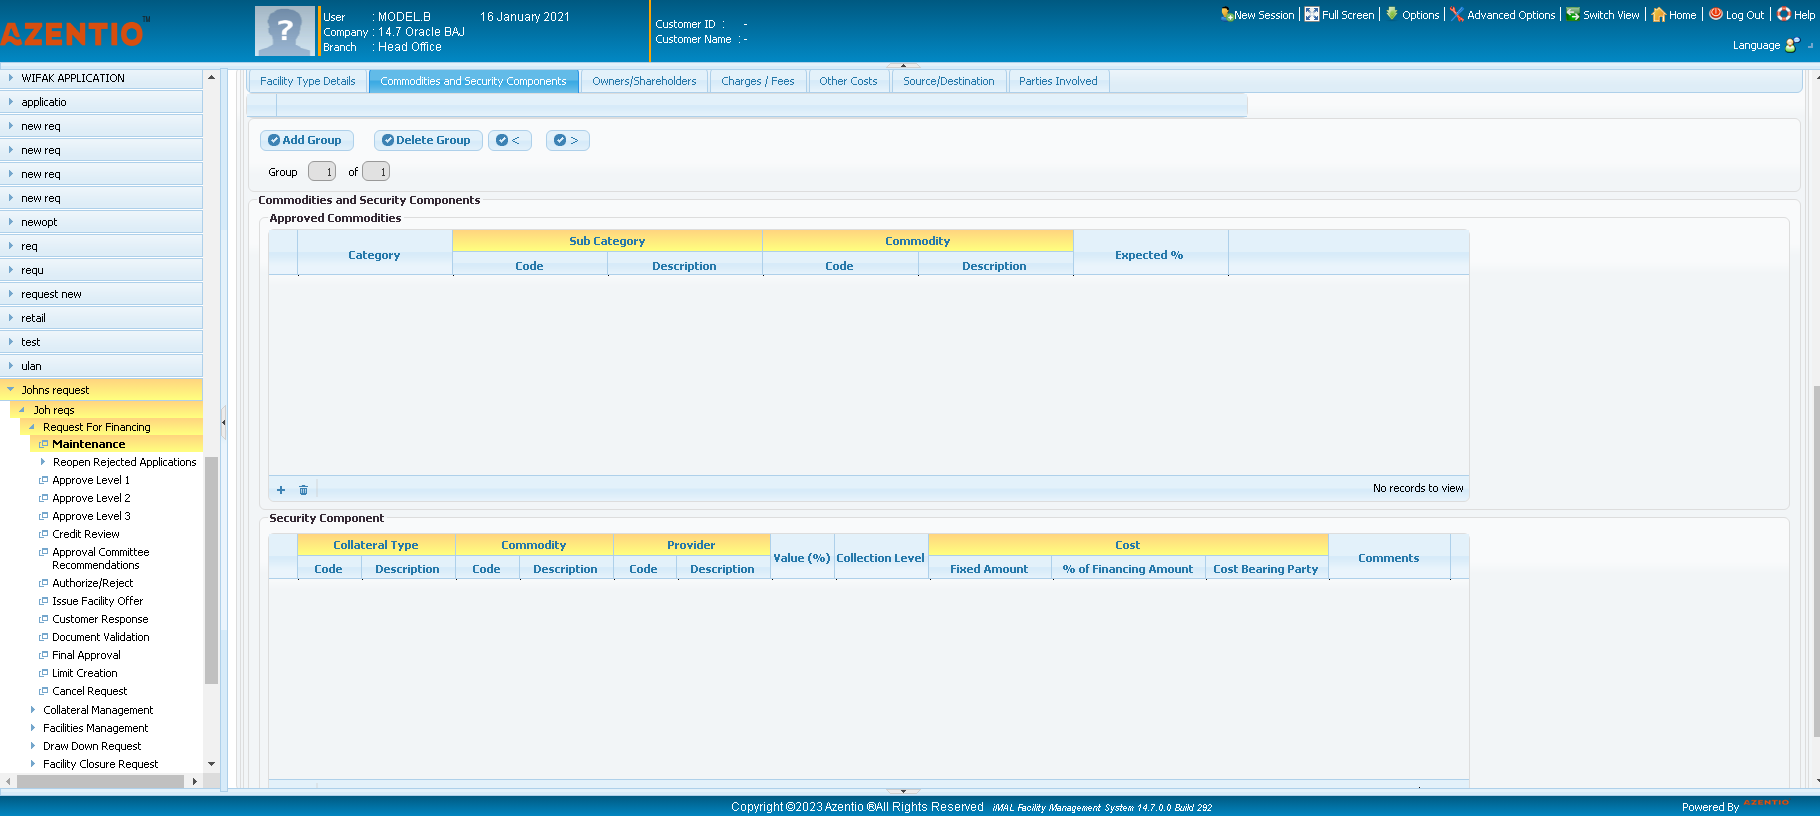 AZENTIO™
User : MODEL.B 16 January 2021
Company : 14.7 Oracle BAJ
Branch : Head Office
Customer ID : -
Customer Name : -
New Session Full Screen Options Advanced Options Switch View Home Log Out Help
Language
WIFAK APPLICATION
applicatio
new req
new req
new req
new req
newopt
req
requ
request new
retail
test
ulan
Johns request
Joh reqs
Request For Financing
Maintenance
Reopen Rejected Applications
Approve Level 1
Approve Level 2
Approve Level 3
Credit Review
Approval Committee
Recommendations
Authorize/Reject
Issue Facility Offer
Customer Response
Document Validation
Final Approval
Limit Creation
Cancel Request
Collateral Management
Facilities Management
Draw Down Request
Facility Closure Request
Facility Type Details Commodities and Security Components Owners/Shareholders Charges / Fees Other Costs Source/Destination Parties Involved
Add Group Delete Group < >
Group 1 of 1
Commodities and Security Components
Approved Commodities
Category Sub Category Commodity Expected %
Code Description Code Description
No records to view
Security Component
Collateral Type Commodity Provider Value (%) Collection Level Cost Comments
Code Description Code Description Code Description Fixed Amount % of Financing Amount Cost Bearing Party
Copyright ©2023 Azentio ®All Rights Reserved iMAL Facility Management System 14.7.0.0 Build 292
Powered By AZENTIO